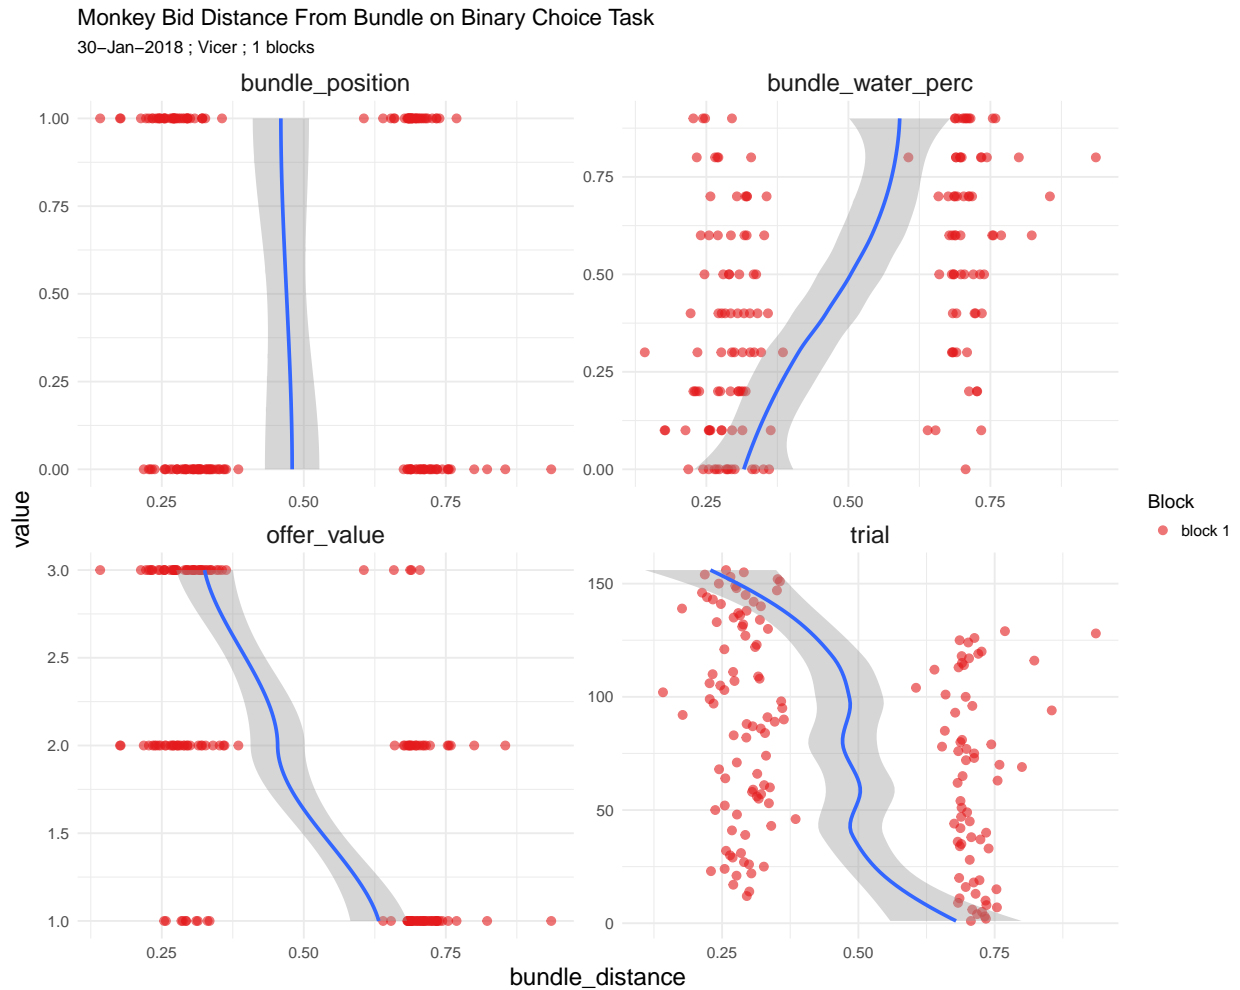 Monkey Bid Distance From Bundle on Binary Choice Task
30−Jan−2018 ; Vicer ; 1 blocks
bundle_position
bundle_water_perc
1.00
0.75
0.50
0.25
0.00
0.75
0.50
0.25
0.00
0.25 0.50 0.75
0.25 0.50 0.75
offer_value
trial
3.0
2.5
2.0
1.5
1.0
150
100
50
0
0.25 0.50 0.75
0.25 0.50 0.75
value
bundle_distance
Block
block 1